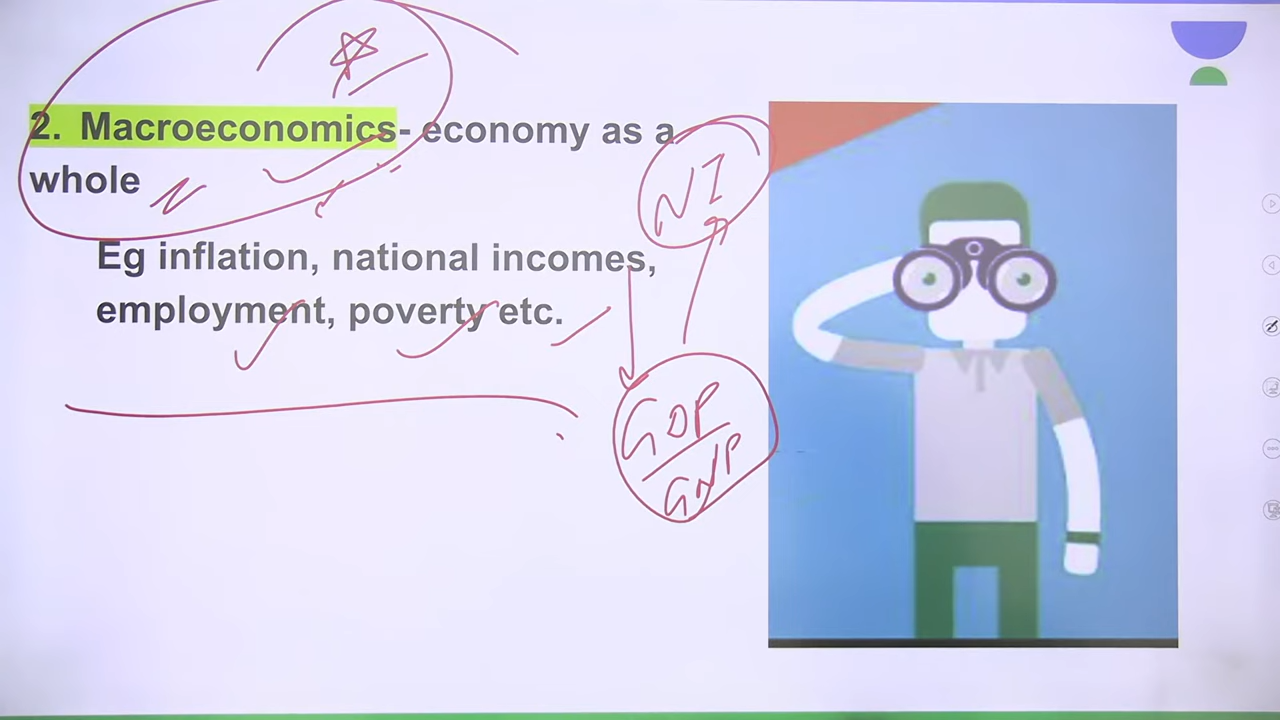 2. Macroeconomics- economy as a
whole
NI
Eg inflation, national incomes,
employment, poverty etc.
GDP
GNP